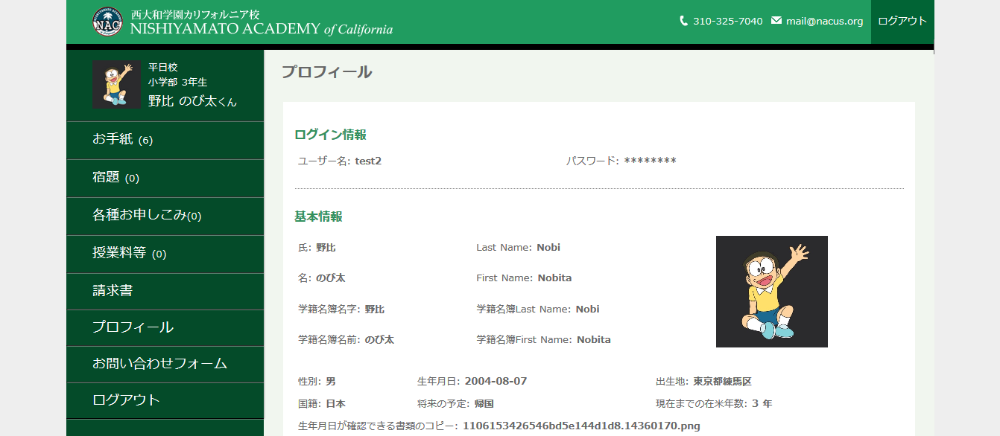 西大和学園カリフォルニア校
NISHIYAMATO ACADEMY of California
NAC
310-325-7040 mail@nacus.org ログアウト
平日校
小学部 3年生
野比 のび太くん
お手紙 (6)
宿題 (0)
各種お申しこみ(0)
授業料等 (0)
請求書
プロフィール
お問い合わせフォーム
ログアウト
プロフィール
ログイン情報
ユーザー名: test2 パスワード: ********
基本情報
氏: 野比 Last Name: Nobi
名: のび太 First Name: Nobita
学籍名簿名字: 野比 学籍名簿Last Name: Nobi
学籍名簿名前: のび太 学籍名簿First Name: Nobita
性別: 男 生年月日: 2004-08-07 出生地: 東京都練馬区
国籍: 日本 将来の予定: 帰国 現在までの在米年数: 3 年
生年月日が確認できる書類のコピー: 1106153426546bd5e144d1d8.14360170.png